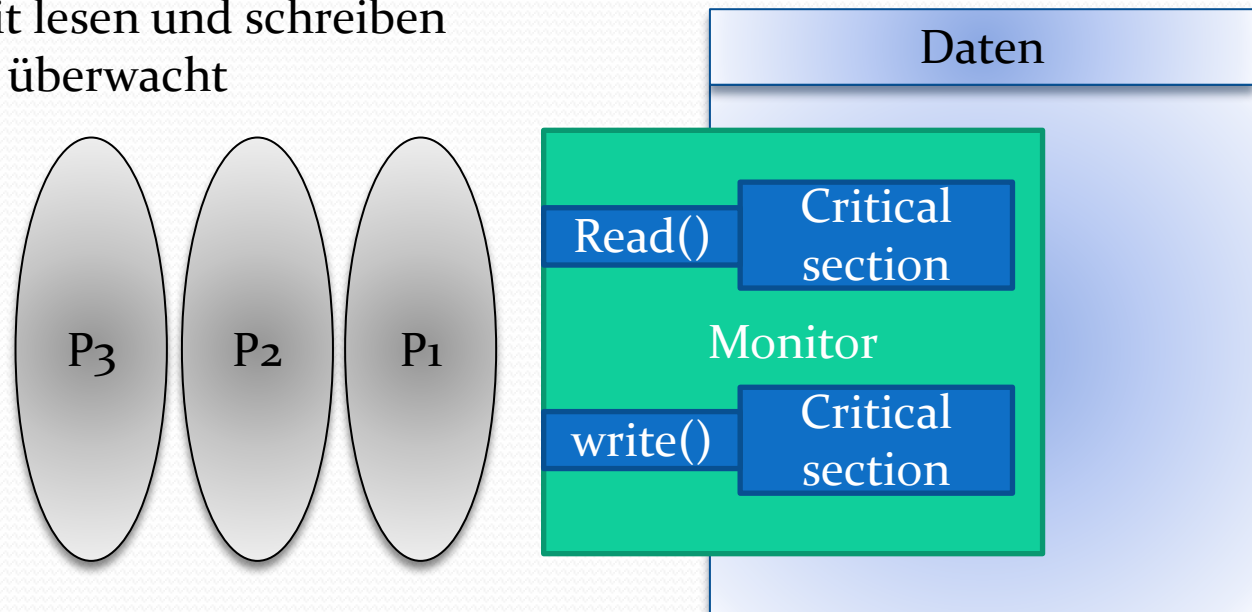 it lesen und schreiben
überwacht
Daten
Read()
Critical
section
P3
P2
P1
Monitor
write()
Critical
section